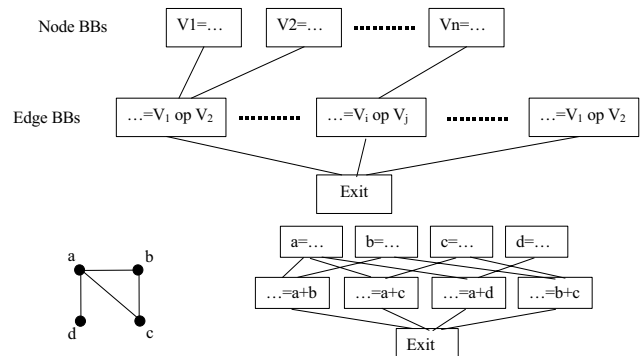 Node BBs
V1=… V2=… Vn=…
Edge BBs
…=V₁ op V₂ …=Vᵢ op Vⱼ …=V₁ op V₂
Exit
a b
d c
a=… b=… c=… d=…
…=a+b …=a+c …=a+d …=b+c
Exit